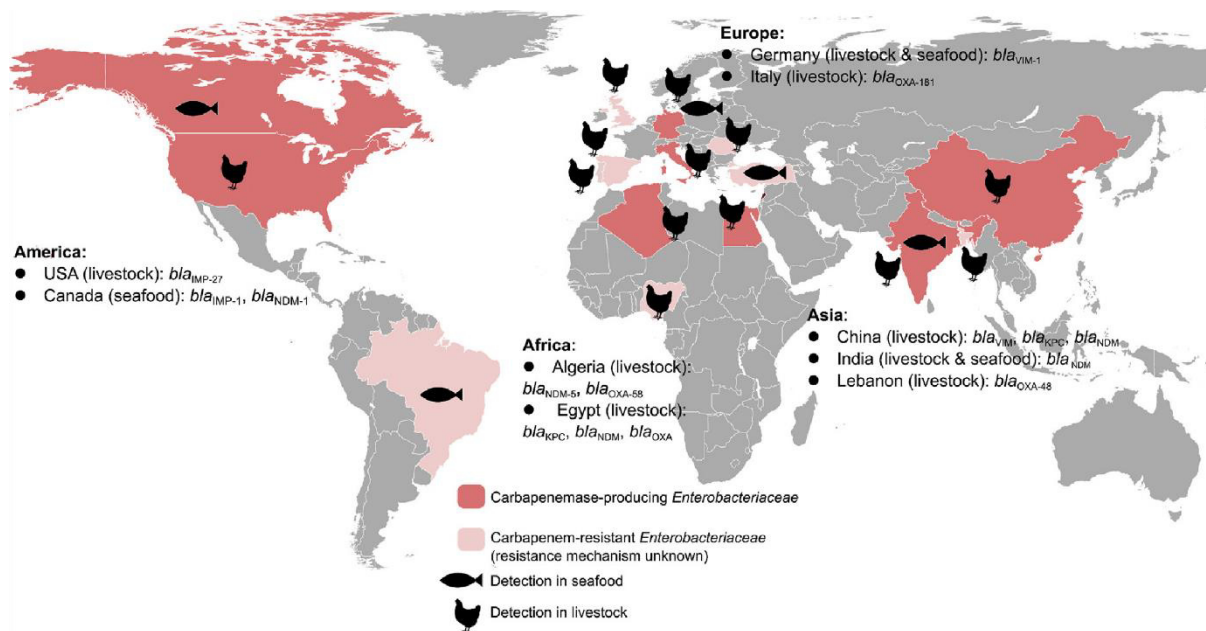 Europe:
● Germany (livestock & seafood): blaVIM-1
● Italy (livestock): blaOXA-181
America:
● USA (livestock): blaIMP-27
● Canada (seafood): blaIMP-1, blaNDM-1
Africa:
● Algeria (livestock):
blaNDM-5, blaOXA-58
● Egypt (livestock):
blaKPC, blaNDM, blaOXA
Asia:
● China (livestock): blaVIM, blaKPC, blaNDM
● India (livestock & seafood): blaNDM
● Lebanon (livestock): blaOXA-48
Carbapenemase-producing Enterobacteriaceae
Carbapenem-resistant Enterobacteriaceae
(resistance mechanism unknown)
Detection in seafood
Detection in livestock